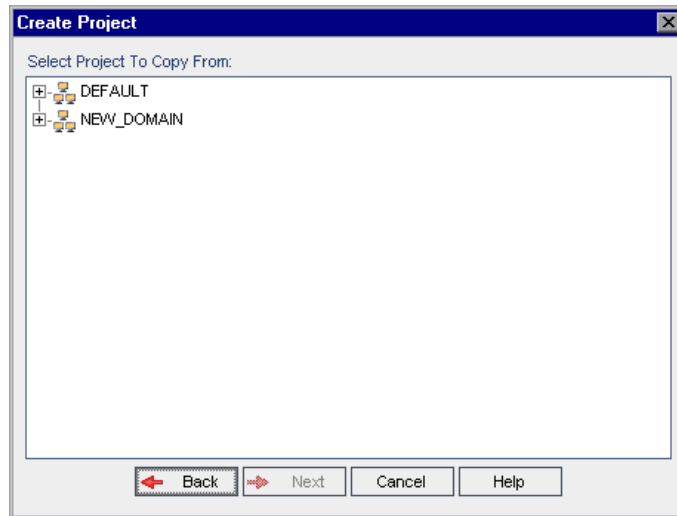 Create Project
Select Project To Copy From:
DEFAULT
NEW_DOMAIN
Back Next Cancel Help